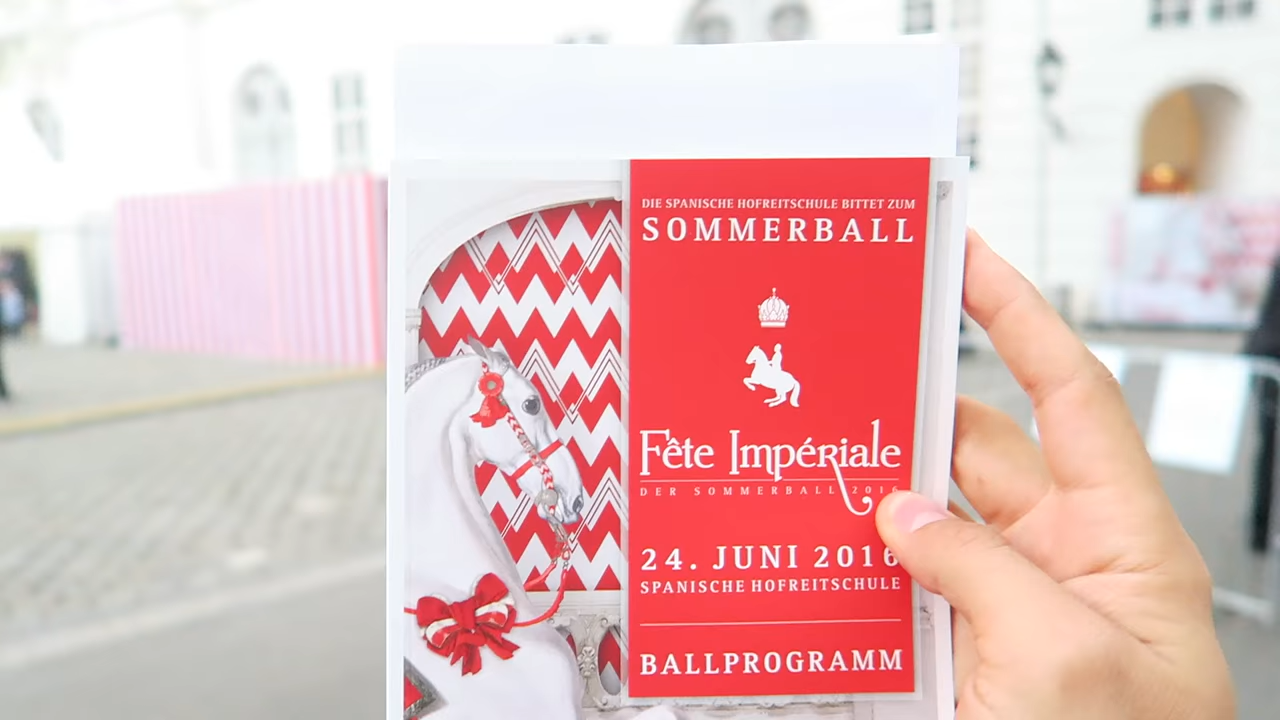 DIE SPANISCHE HOFREITSCHULE BITTET ZUM
SOMMERBALL
Fête Impériale
DER SOMMERBALL 2016
24. JUNI 2016
SPANISCHE HOFREITSCHULE
BALLPROGRAMM